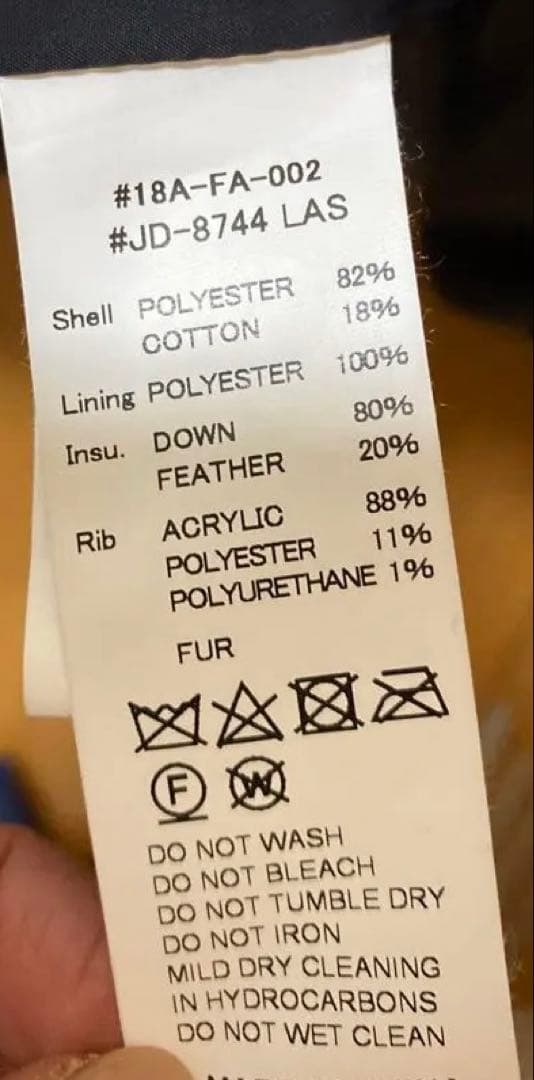 #18A-FA-002
#JD-8744 LAS
Shell POLYESTER 82%
COTTON 18%
Lining POLYESTER 100%
Insu. DOWN 80%
FEATHER 20%
Rib ACRYLIC 88%
POLYESTER 11%
POLYURETHANE 1%
FUR
F W
DO NOT WASH
DO NOT BLEACH
DO NOT TUMBLE DRY
DO NOT IRON
MILD DRY CLEANING
IN HYDROCARBONS
DO NOT WET CLEAN